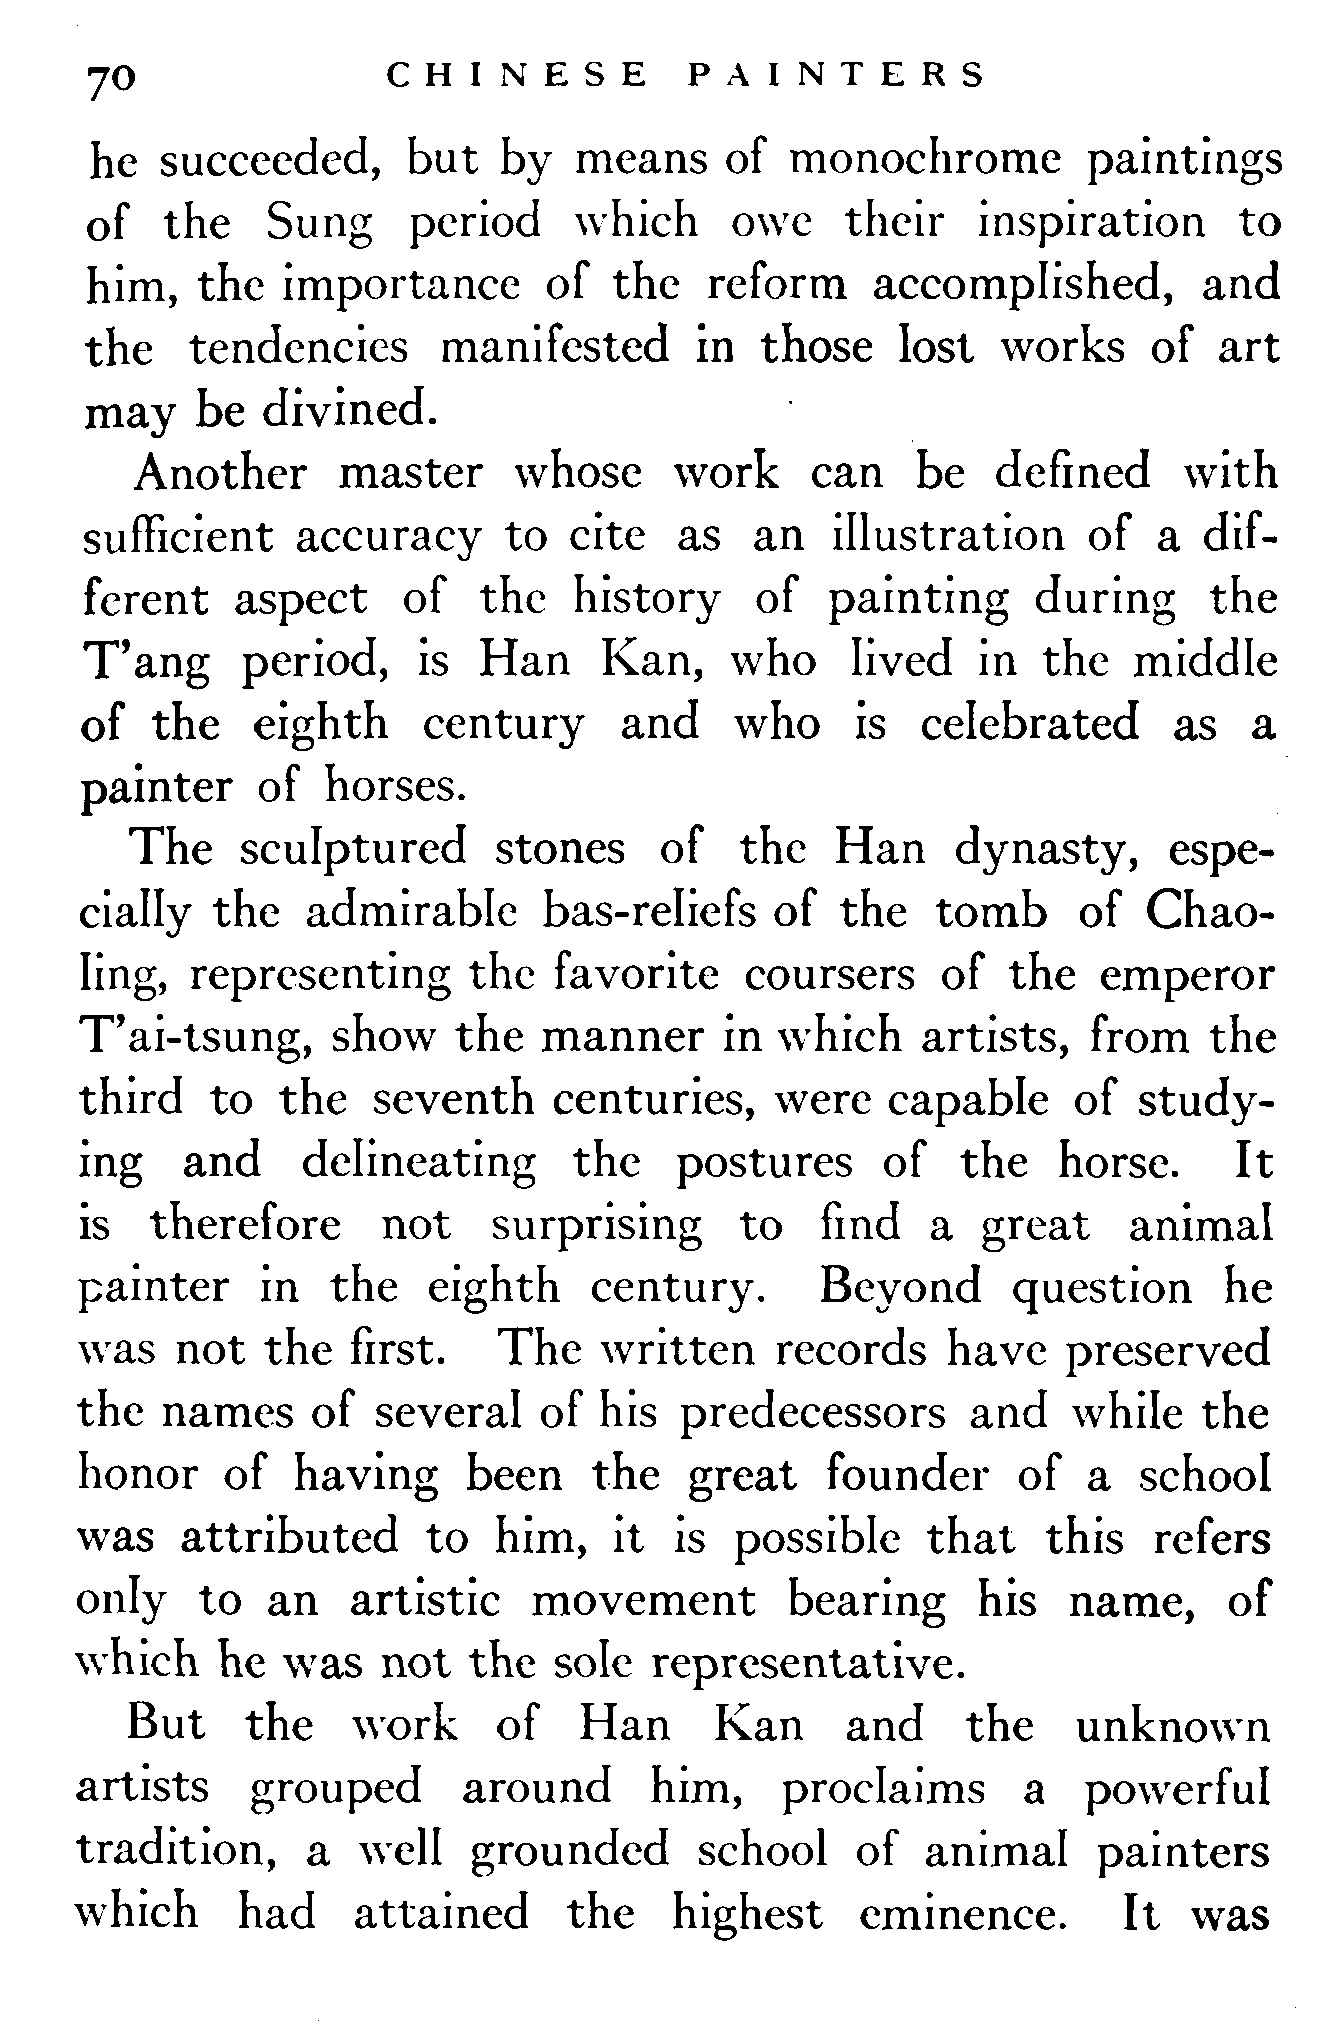 70 CHINESE PAINTERS
he succeeded, but by means of monochrome paintings
of the Sung period which owe their inspiration to
him, the importance of the reform accomplished, and
the tendencies manifested in those lost works of art
may be divined.
Another master whose work can be defined with
sufficient accuracy to cite as an illustration of a dif-
ferent aspect of the history of painting during the
T'ang period, is Han Kan, who lived in the middle
of the eighth century and who is celebrated as a
painter of horses.
The sculptured stones of the Han dynasty, espe-
cially the admirable bas-reliefs of the tomb of Chao-
ling, representing the favorite coursers of the emperor
T'ai-tsung, show the manner in which artists, from the
third to the seventh centuries, were capable of study-
ing and delineating the postures of the horse. It
is therefore not surprising to find a great animal
painter in the eighth century. Beyond question he
was not the first. The written records have preserved
the names of several of his predecessors and while the
honor of having been the great founder of a school
was attributed to him, it is possible that this refers
only to an artistic movement bearing his name, of
which he was not the sole representative.
But the work of Han Kan and the unknown
artists grouped around him, proclaims a powerful
tradition, a well grounded school of animal painters
which had attained the highest eminence. It was